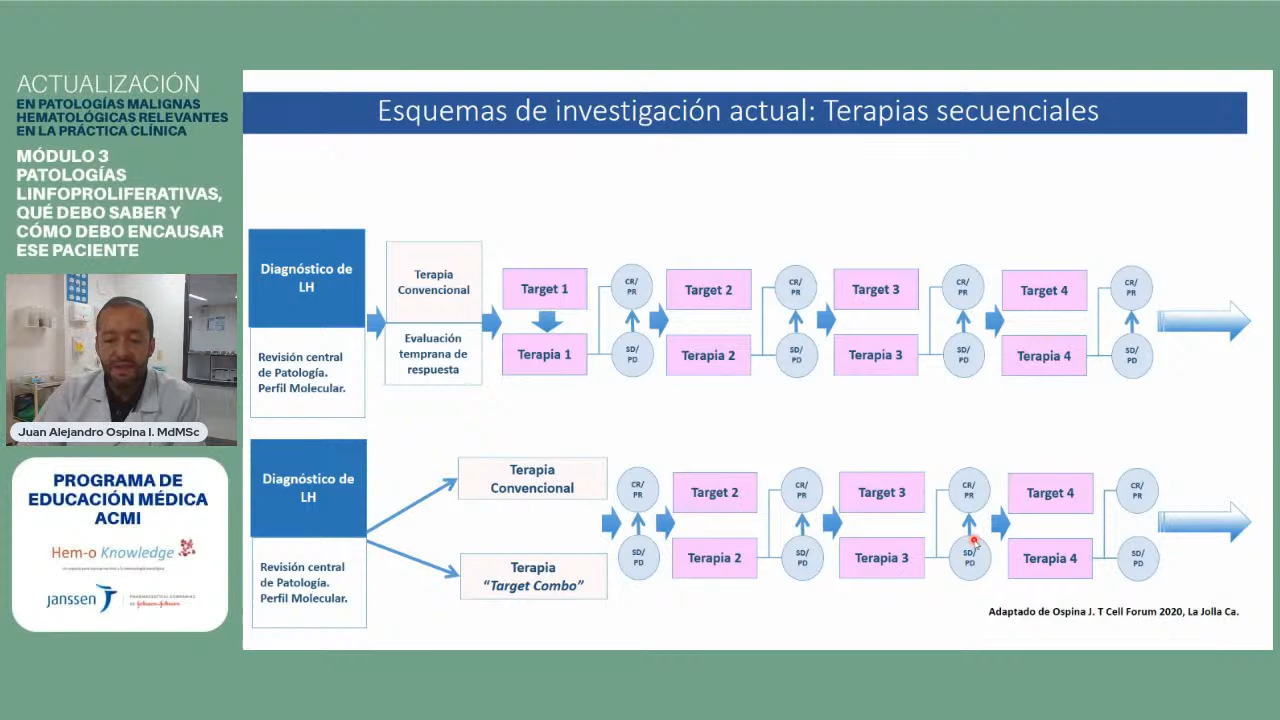 ACTUALIZACIÓN
EN PATOLOGÍAS MALIGNAS
HEMATOLÓGICAS RELEVANTES
EN LA PRÁCTICA CLÍNICA
MÓDULO 3
PATOLOGÍAS
LINFOPROLIFERATIVAS,
QUÉ DEBO SABER Y
CÓMO DEBO ENCAUSAR
ESE PACIENTE
Juan Alejandro Ospina I. MdMSc
PROGRAMA DE
EDUCACIÓN MÉDICA
ACMI
Hem-o Knowledge
janssen
PHARMACEUTICAL COMPANIES
OF Johnson & Johnson
Esquemas de investigación actual: Terapias secuenciales
Diagnóstico de
LH
Revisión central
de Patología.
Perfil Molecular.
Terapia
Convencional
Evaluación
temprana de
respuesta
Target 1
Terapia 1
CR/
PR
SD/
PD
Target 2
Terapia 2
CR/
PR
SD/
PD
Target 3
Terapia 3
CR/
PR
SD/
PD
Target 4
Terapia 4
CR/
PR
SD/
PD
Diagnóstico de
LH
Revisión central
de Patología.
Perfil Molecular.
Terapia
Convencional
Terapia
“Target Combo”
CR/
PR
SD/
PD
Target 2
Terapia 2
CR/
PR
SD/
PD
Target 3
Terapia 3
CR/
PR
SD/
PD
Target 4
Terapia 4
CR/
PR
SD/
PD
Adaptado de Ospina J. T Cell Forum 2020, La Jolla Ca.